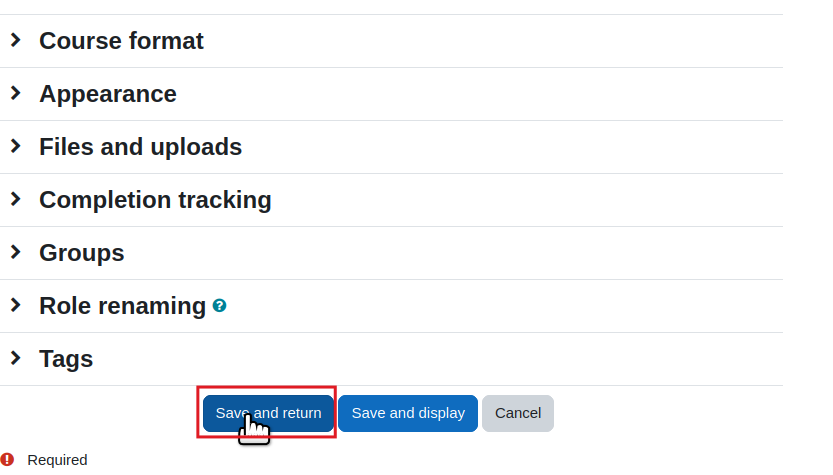 Course format
Appearance
Files and uploads
Completion tracking
Groups
Role renaming
Tags
Save and return Save and display Cancel
Required